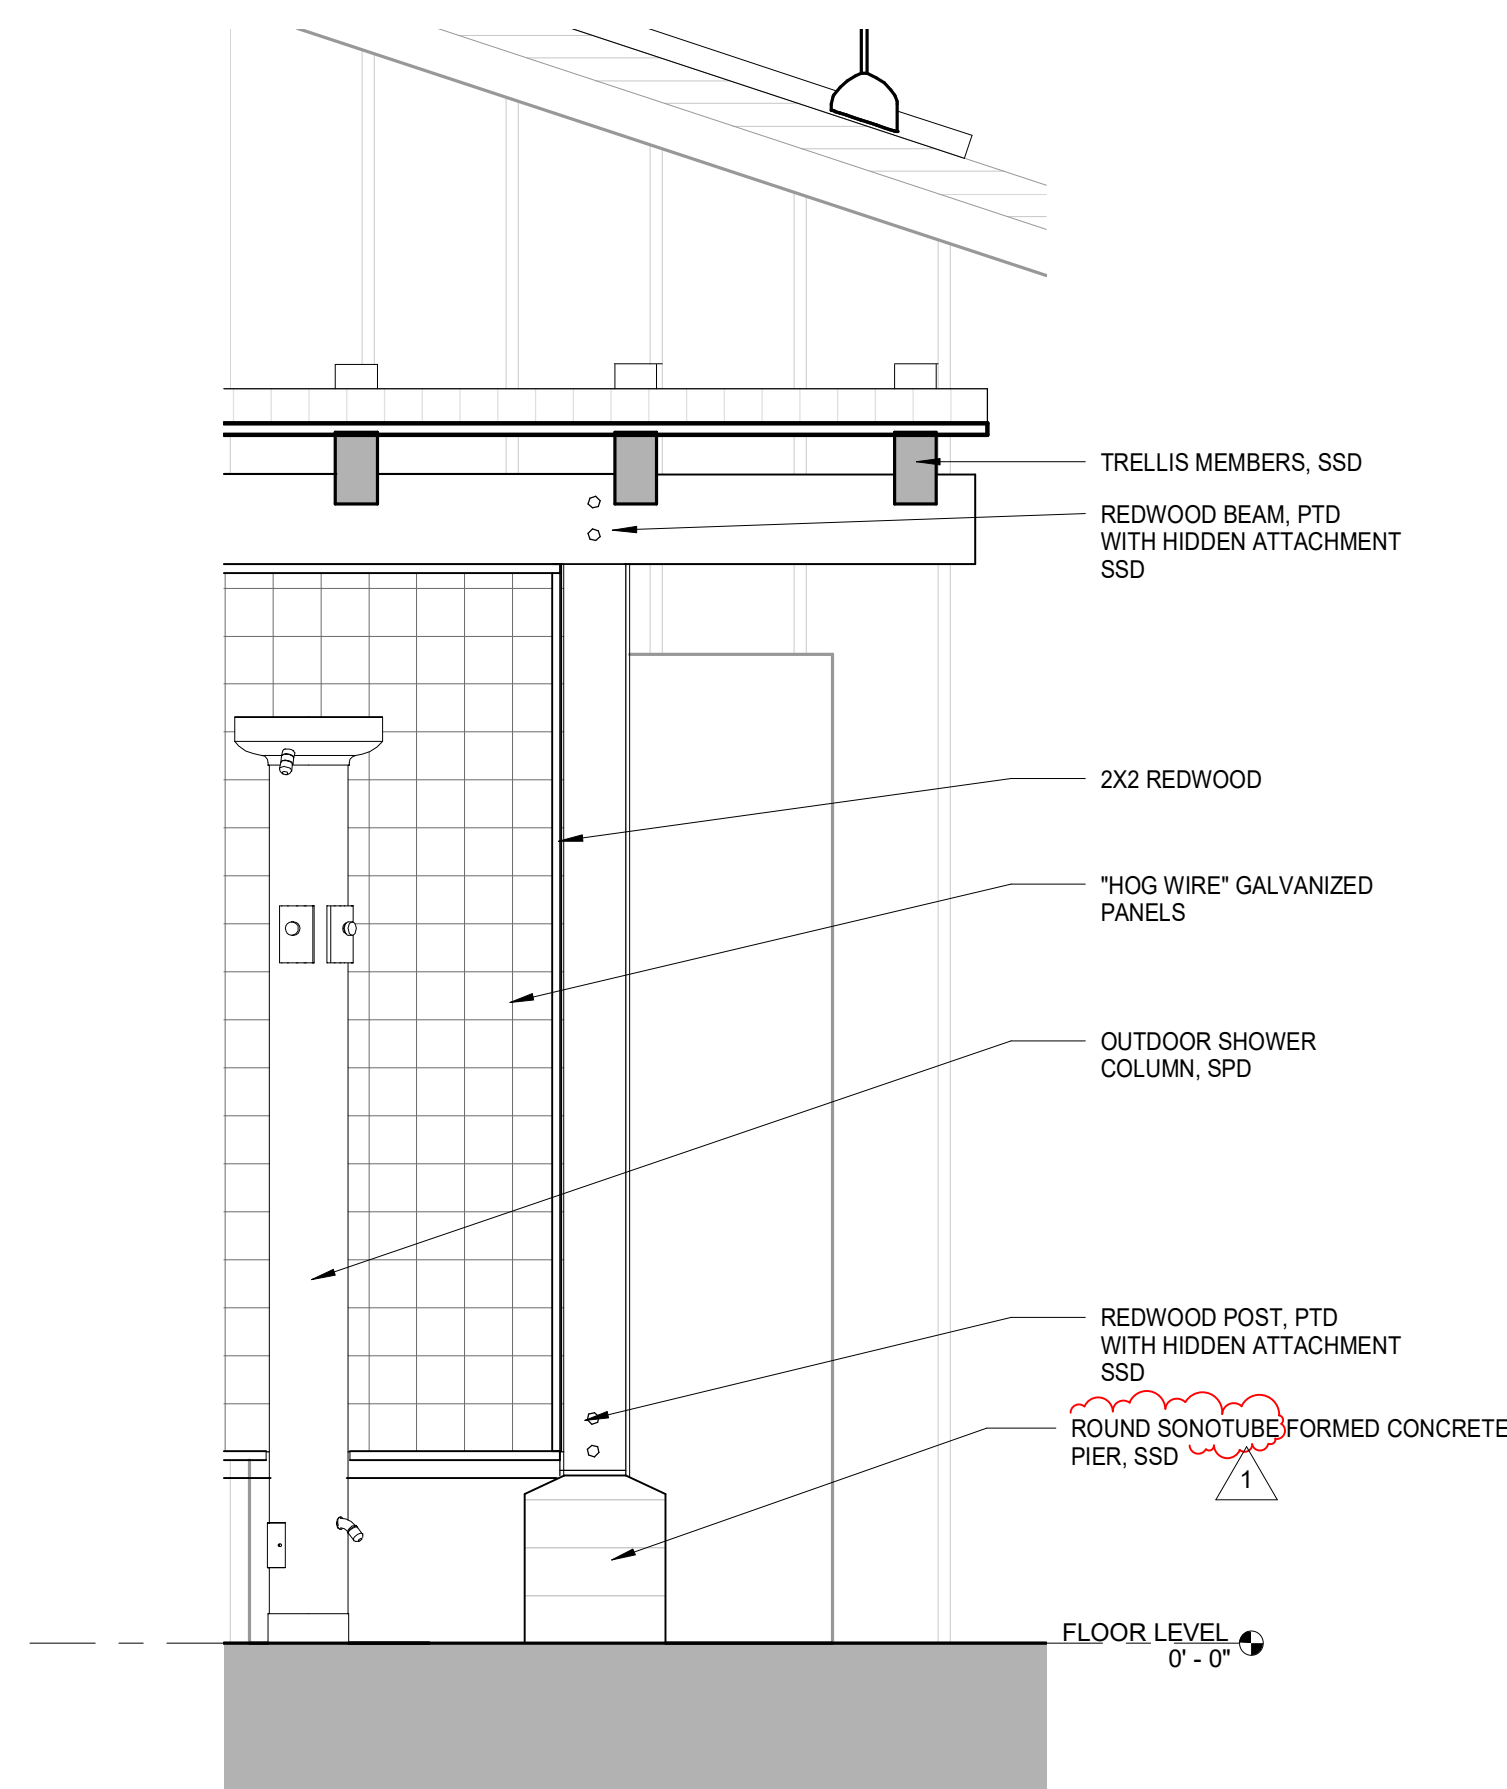 TRELLIS MEMBERS, SSD
REDWOOD BEAM, PTD
WITH HIDDEN ATTACHMENT
SSD
2X2 REDWOOD
"HOG WIRE" GALVANIZED
PANELS
OUTDOOR SHOWER
COLUMN, SPD
REDWOOD POST, PTD
WITH HIDDEN ATTACHMENT
SSD
ROUND SONOTUBE FORMED CONCRETE
PIER, SSD
1
FLOOR LEVEL
0' - 0"